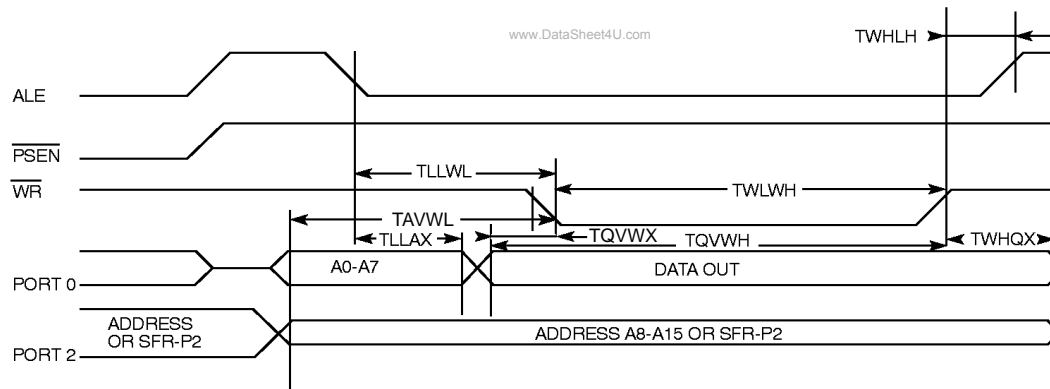 www.DataSheet4U.com
TWHLH
ALE
PSEN
TLLWL
WR
TWLWH
TAVWL
TLLAX
TQVWX
TQVWH
TWHQX
PORT 0
A0-A7
DATA OUT
ADDRESS
OR SFR-P2
PORT 2
ADDRESS A8-A15 OR SFR-P2